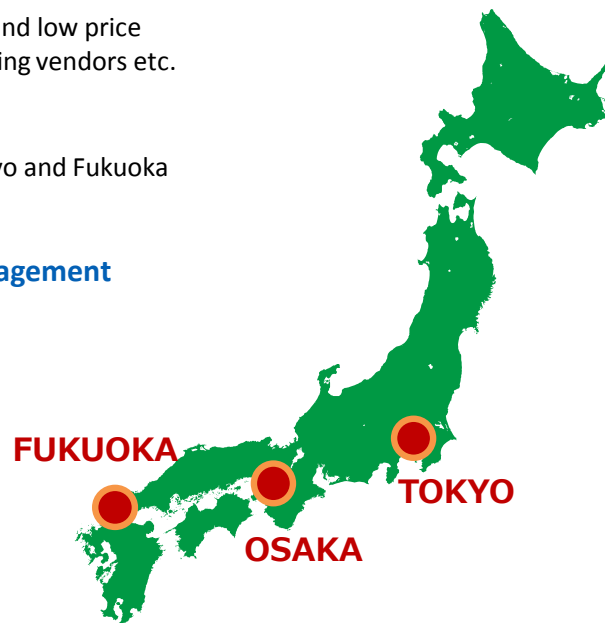 nd low price
ing vendors etc.
yo and Fukuoka
agement
FUKUOKA
TOKYO
OSAKA